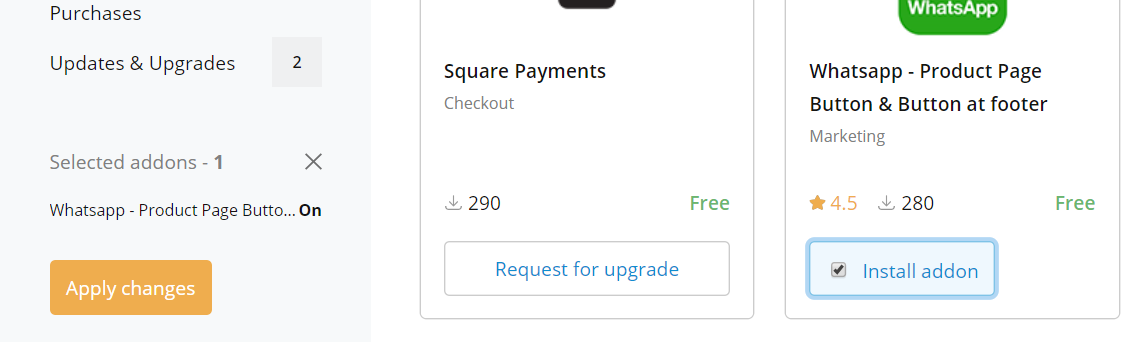 Purchases
Updates & Upgrades 2
Selected addons - 1
Whatsapp - Product Page Butto... On
Apply changes
Square Payments
Checkout
290 Free
Request for upgrade
WhatsApp
Whatsapp - Product Page
Button & Button at footer
Marketing
4.5 280 Free
Install addon